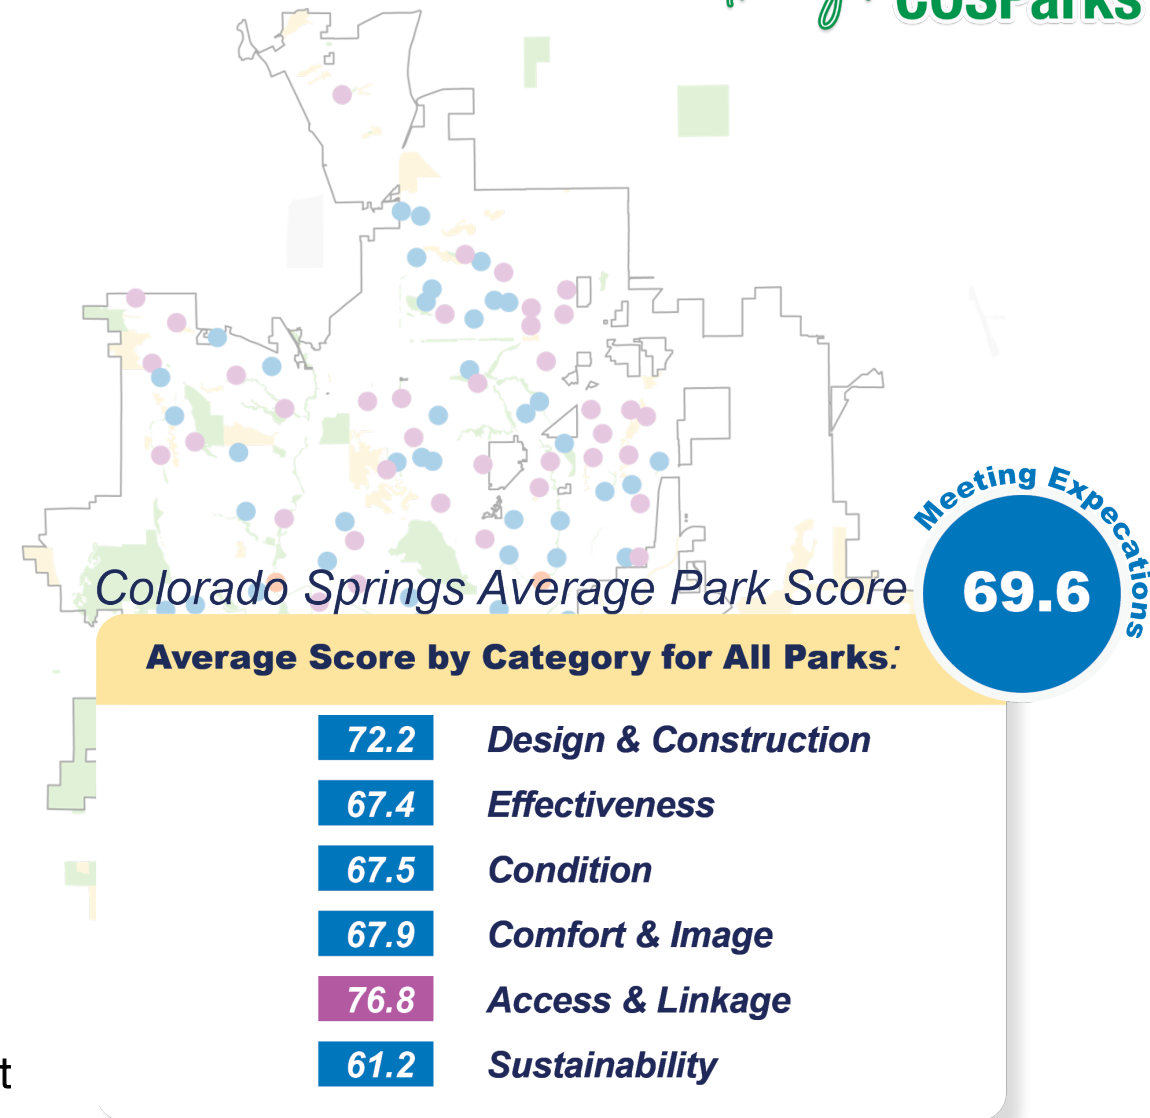 COSParks
Meeting Expecations
Colorado Springs Average Park Score
69.6
Average Score by Category for All Parks:
72.2 Design & Construction
67.4 Effectiveness
67.5 Condition
67.9 Comfort & Image
76.8 Access & Linkage
61.2 Sustainability
t